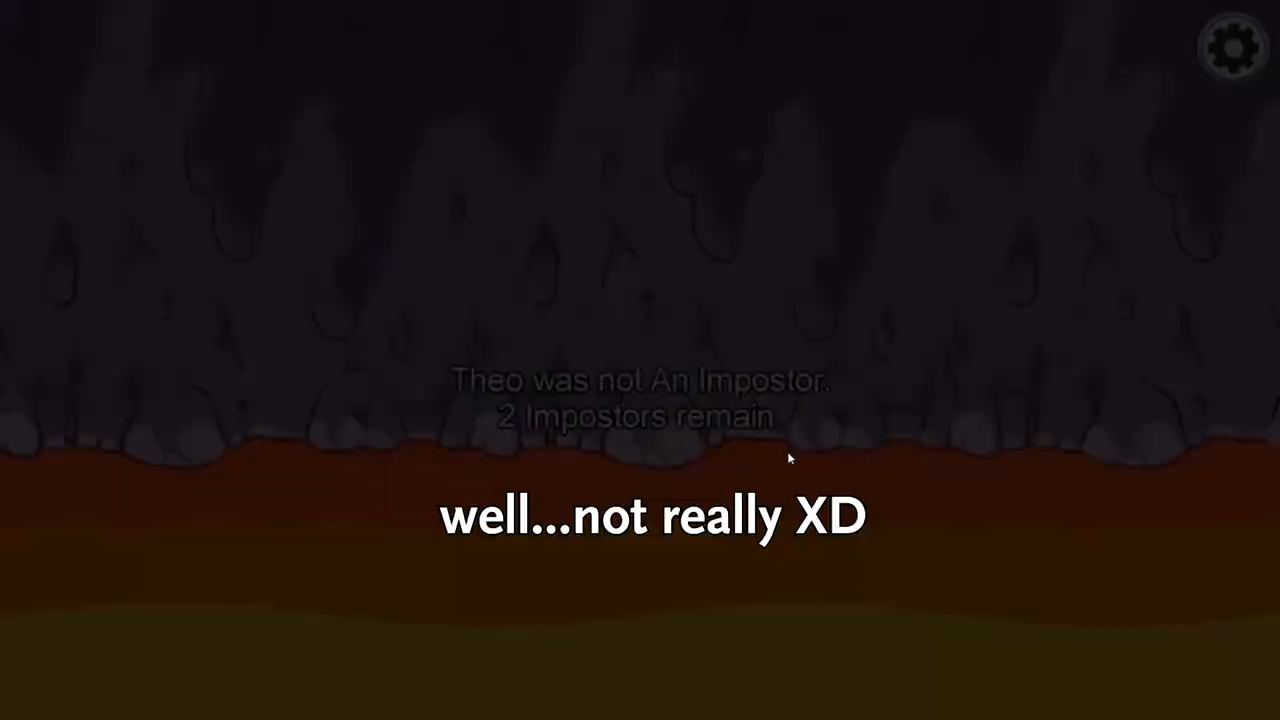 Theo was not An Impostor.
2 Impostors remain
well...not really XD